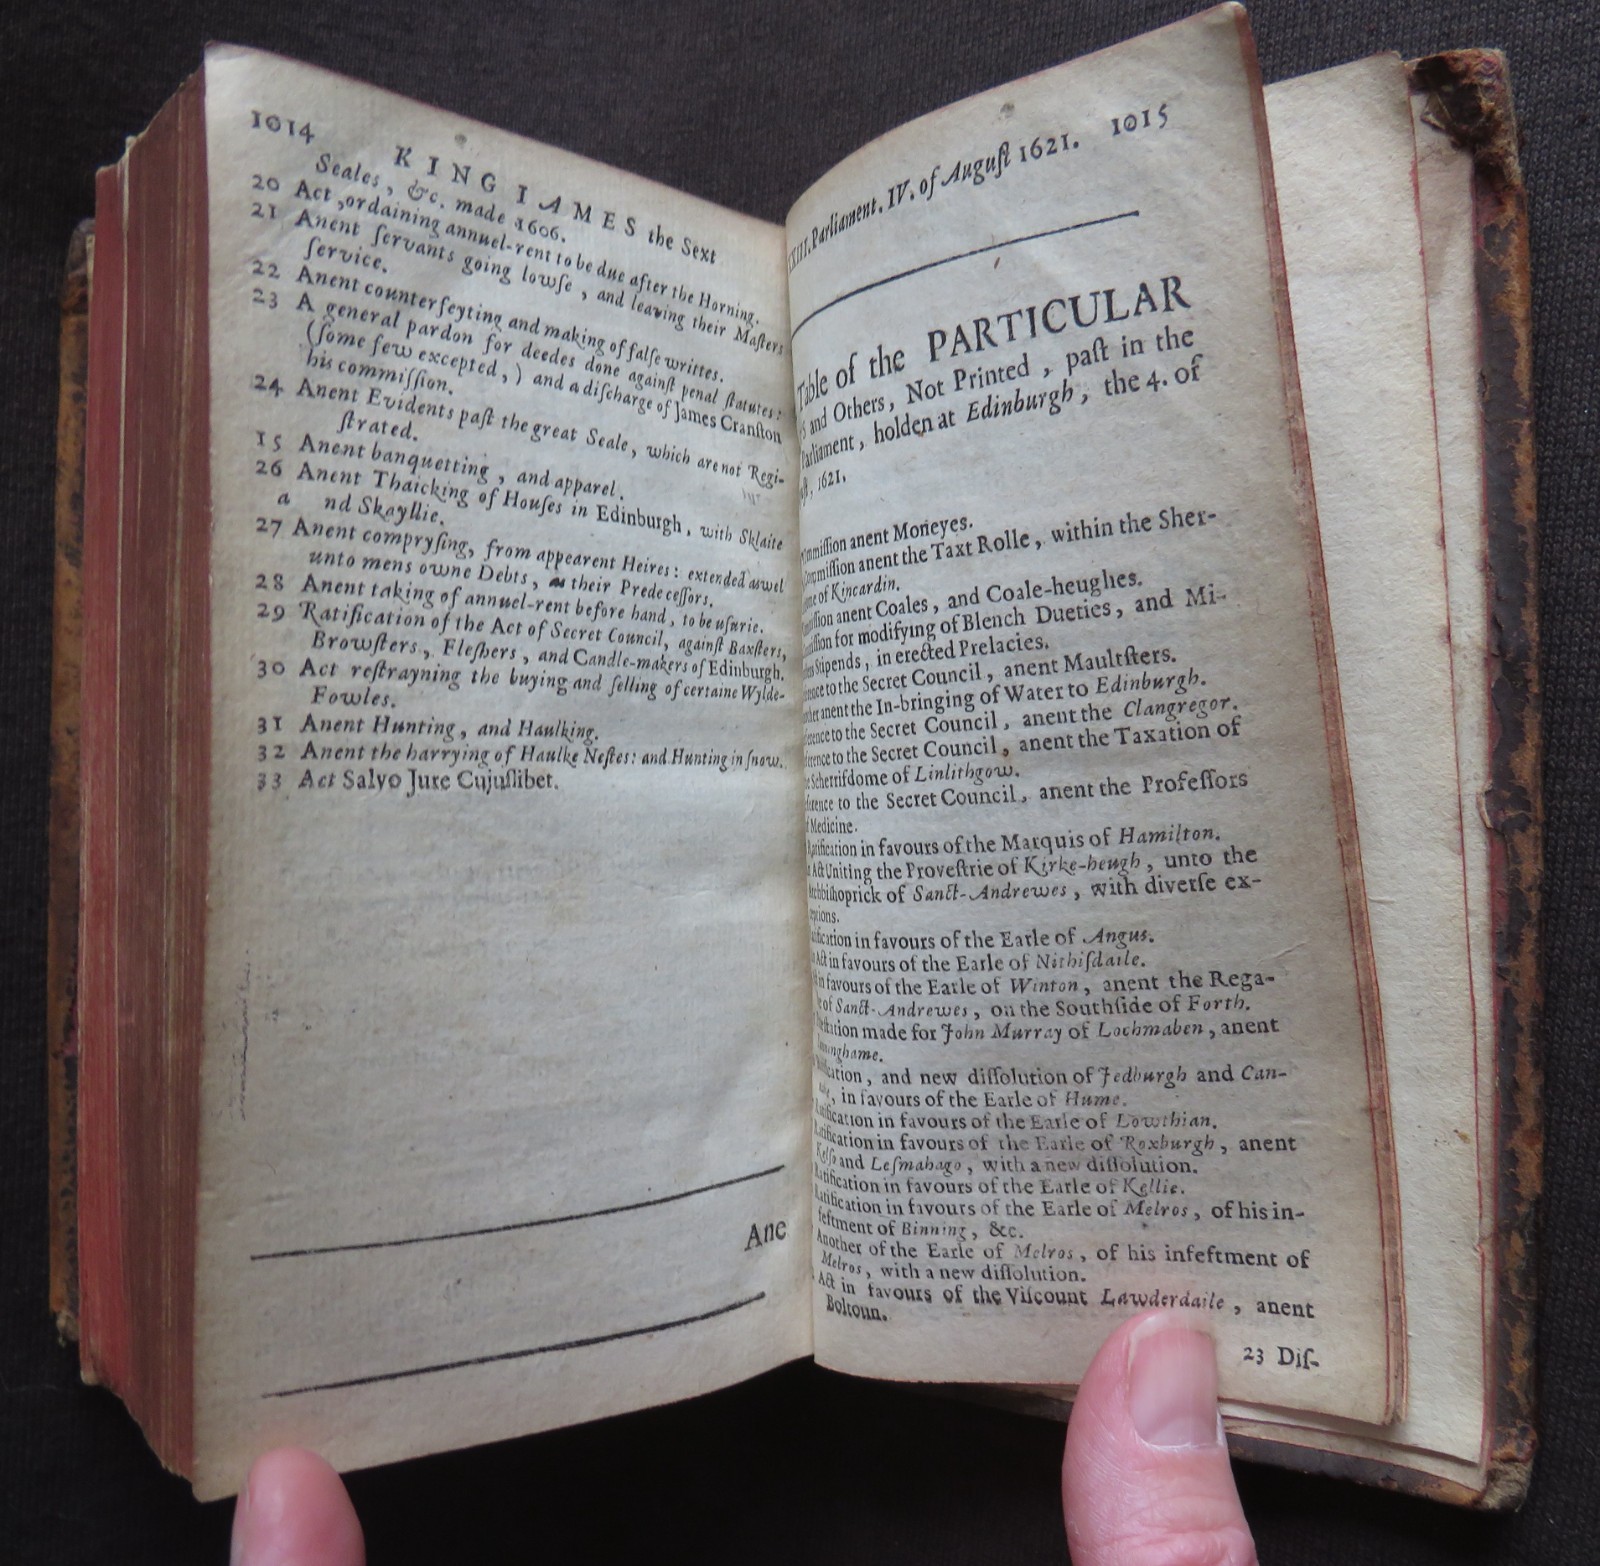 1014 KING IAMES the Sext
Seales, &c. made 1606.
20 Act, ordaining annuel-rent to be due after the Horning.
21 Anent ſervants going lowſe, and leaving their Maſters
ſervice.
22 Anent counterfeyting and making of falſe writtes.
23 A general pardon for deedes done againſt penal ſtatutes:
(ſome few excepted,) and a diſcharge of James Cranſton
his commiſſion.
24 Anent Evidents paſt the great Seale, which are not Regi-
ſtrated.
15 Anent banquetting, and apparel.
26 Anent Thaicking of Houſes in Edinburgh, with Sklaite
a nd Skayllie.
27 Anent compryſing, from appearent Heires: extended aswel
unto mens owne Debts, as their Predeceſſors.
28 Anent taking of annuel-rent before hand, to be uſurie.
29 Ratification of the Act of Secret Council, againſt Baxſters,
Browſters, Fleſhers, and Candle-makers of Edinburgh.
30 Act reſtrayning the buying and ſelling of certaine Wylde-
Fowles.
31 Anent Hunting, and Haulking.
32 Anent the harrying of Haulke Neſtes: and Hunting in ſnow.
33 Act Salvo Jure Cujuſlibet.
Ane
XXIII. Parliament. IV. of Auguſt 1621. 1015
Table of the PARTICULAR
and Others, Not Printed, paſt in the
Parliament, holden at Edinburgh, the 4. of
1621.
anent Moneyes.
anent the Taxt Rolle, within the Sher-
of Kincardin.
anent Coales, and Coale-heughes.
for modifying of Blench Dueties, and Mi-
Stipends, in erected Prelacies.
to the Secret Council, anent Maultſters.
anent the In-bringing of Water to Edinburgh.
to the Secret Council, anent the Clangregor.
to the Secret Council, anent the Taxation of
Scherrifdome of Linlithgow.
to the Secret Council, anent the Profeſſors
Medicine.
Ratification in favours of the Marquis of Hamilton.
Act Uniting the Proveſtrie of Kirke-heugh, unto the
Archbiſhoprick of Sanct-Andrewes, with diverſe ex-
ceptions.
in favours of the Earle of Angus.
Act in favours of the Earle of Nithiſdaile.
in favours of the Earle of Winton, anent the Rega-
of Sanct-Andrewes, on the Southſide of Forth.
made for John Murray of Lochmaben, anent

and new diſſolution of Jedburgh and Can-
in favours of the Earle of Hume.
Ratification in favours of the Earle of Lowthian.
Ratification in favours of the Earle of Roxburgh, anent
Kelſo and Leſmahago, with a new diſſolution.
Ratification in favours of the Earle of Kellie.
Ratification in favours of the Earle of Melros, of his in-
feftment of Binning, &c.
Another of the Earle of Melros, of his infeftment of
Melros, with a new diſſolution.
Act in favours of the Viſcount Lawderdaile, anent
Boltoun.
23 Diſ-